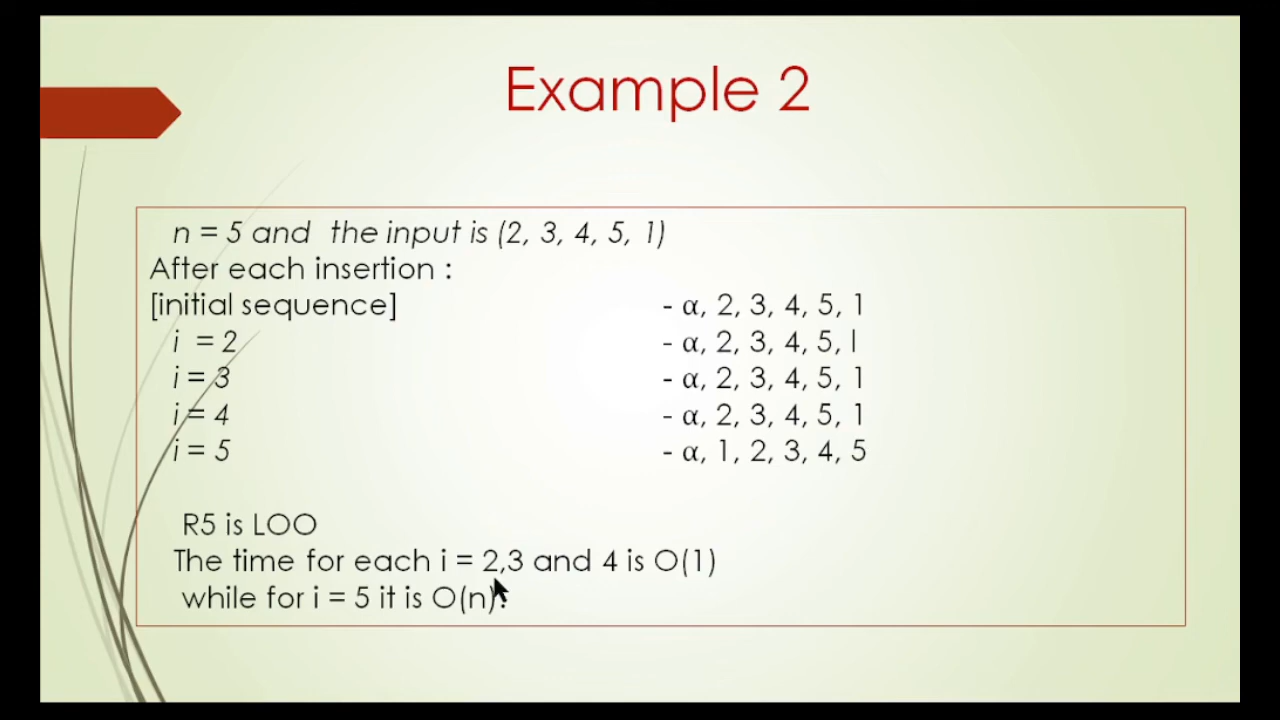 Example 2
n = 5 and the input is (2, 3, 4, 5, 1)
After each insertion :
[initial sequence] - α, 2, 3, 4, 5, 1
i = 2 - α, 2, 3, 4, 5, l
i = 3 - α, 2, 3, 4, 5, 1
i = 4 - α, 2, 3, 4, 5, 1
i = 5 - α, 1, 2, 3, 4, 5
R5 is LOO
The time for each i = 2,3 and 4 is O(1)
while for i = 5 it is O(n).